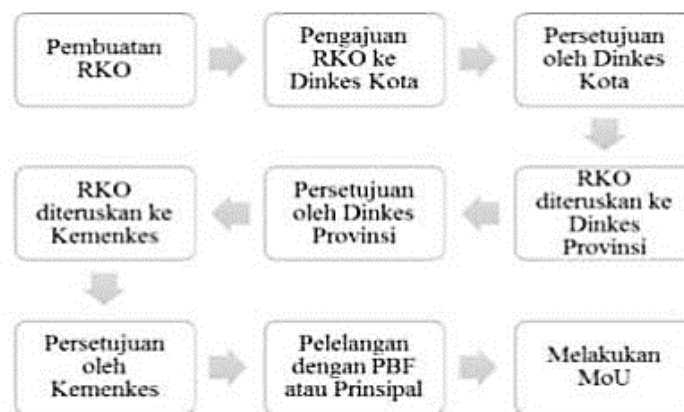 Pembuatan
RKO
Pengajuan
RKO ke
Dinkes Kota
Persetujuan
oleh Dinkes
Kota
RKO
diteruskan ke
Dinkes
Provinsi
Persetujuan
oleh Dinkes
Provinsi
RKO
diteruskan ke
Kemenkes
Persetujuan
oleh
Kemenkes
Pelelangan
dengan PBF
atau Prinsipal
Melakukan
MoU